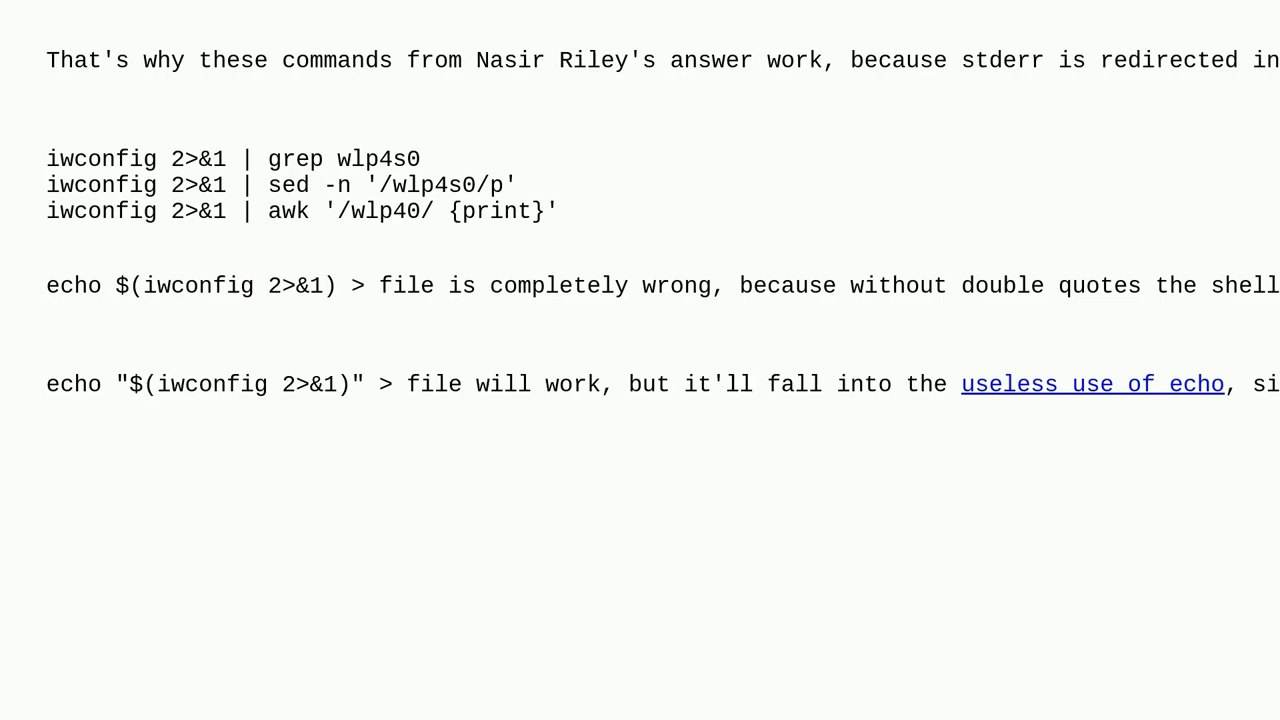 That's why these commands from Nasir Riley's answer work, because stderr is redirected in
iwconfig 2>&1 | grep wlp4s0
iwconfig 2>&1 | sed -n '/wlp4s0/p'
iwconfig 2>&1 | awk '/wlp40/ {print}'
echo $(iwconfig 2>&1) > file is completely wrong, because without double quotes the shell
echo "$(iwconfig 2>&1)" > file will work, but it'll fall into the useless use of echo, si